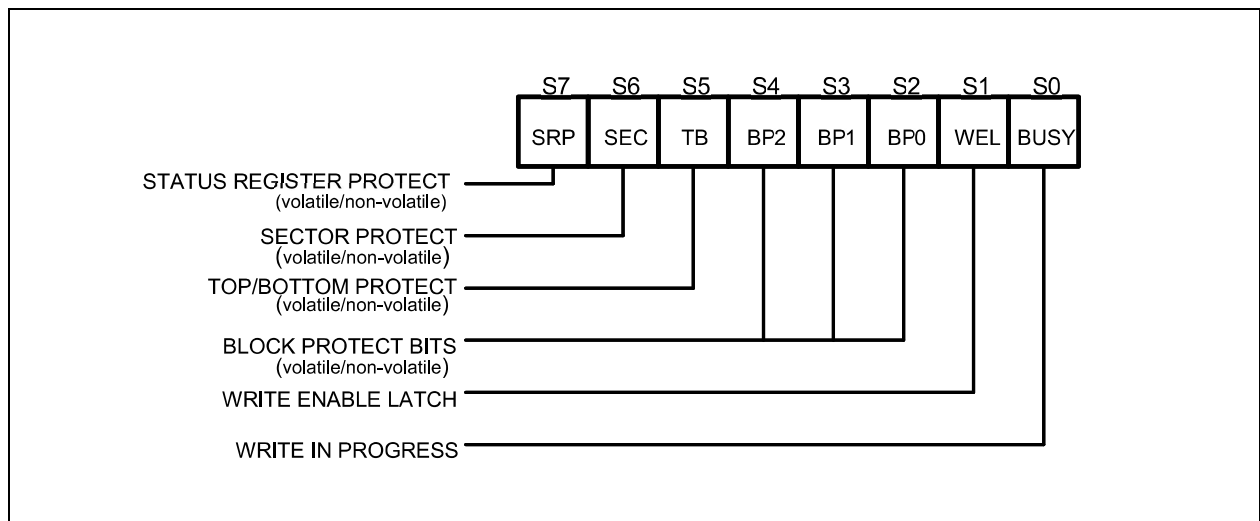 S7 S6 S5 S4 S3 S2 S1 S0
SRP SEC TB BP2 BP1 BP0 WEL BUSY
STATUS REGISTER PROTECT
(volatile/non-volatile)
SECTOR PROTECT
(volatile/non-volatile)
TOP/BOTTOM PROTECT
(volatile/non-volatile)
BLOCK PROTECT BITS
(volatile/non-volatile)
WRITE ENABLE LATCH
WRITE IN PROGRESS